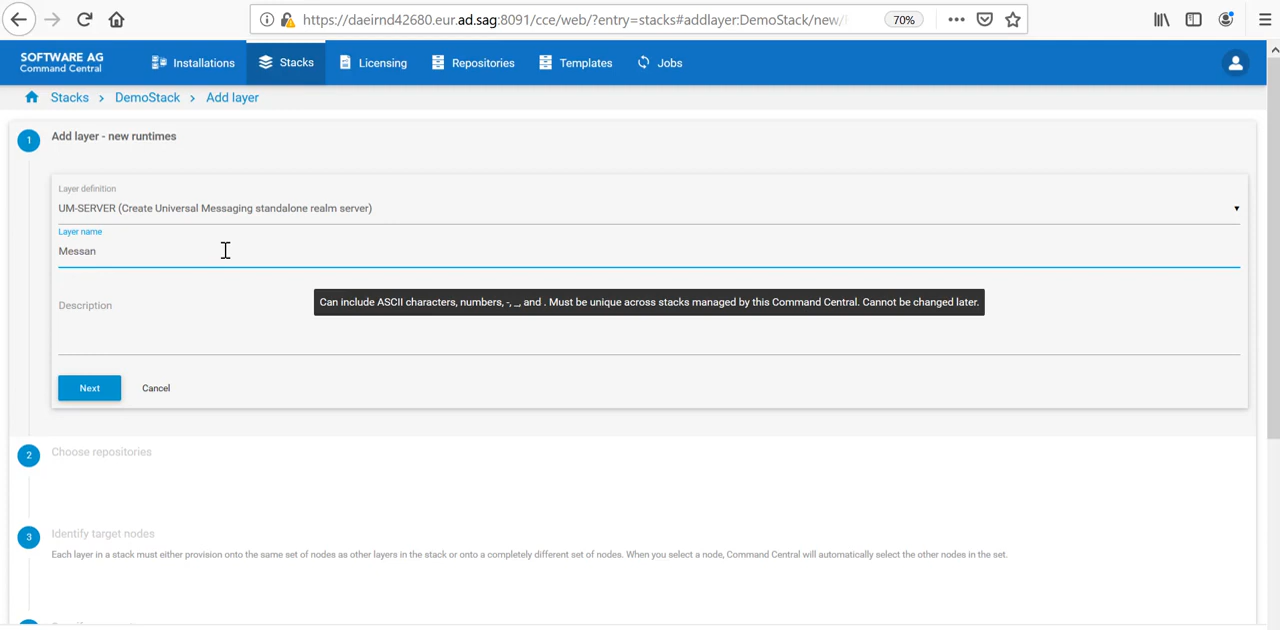 https://daeirnd42680.eur.ad.sag:8091/cce/web/?entry=stacks#addlayer:DemoStack/new/
70%
SOFTWARE AG
Command Central
Installations
Stacks
Licensing
Repositories
Templates
Jobs
Stacks > DemoStack > Add layer
1
Add layer - new runtimes
Layer definition
UM-SERVER (Create Universal Messaging standalone realm server)
Layer name
Messan
Can include ASCII characters, numbers, -, _, and . Must be unique across stacks managed by this Command Central. Cannot be changed later.
Description
Next
Cancel
2
Choose repositories
3
Identify target nodes
Each layer in a stack must either provision onto the same set of nodes as other layers in the stack or onto a completely different set of nodes. When you select a node, Command Central will automatically select the other nodes in the set.